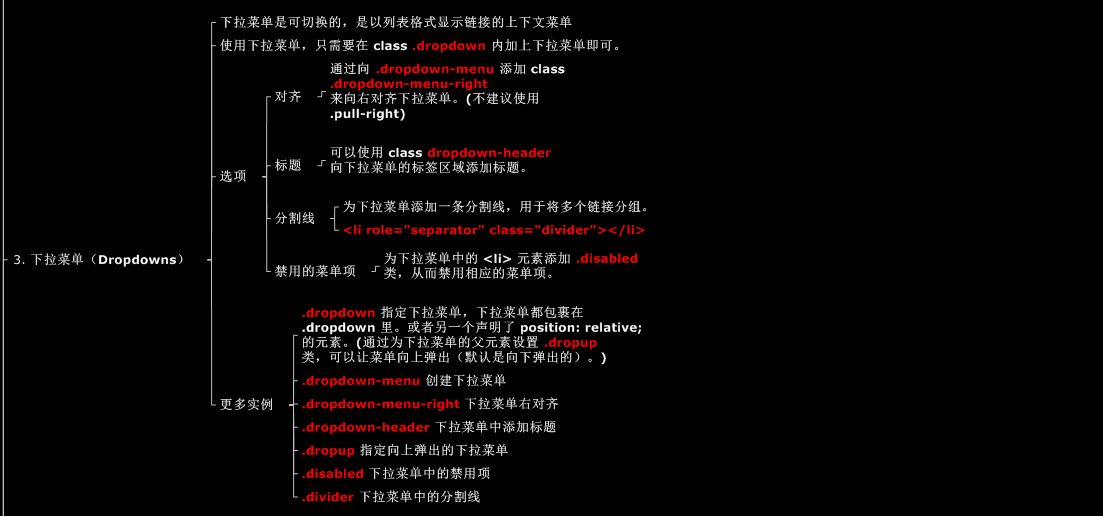 下拉菜单是可切换的，是以列表格式显示链接的上下文菜单
使用下拉菜单，只需要在 class .dropdown 内加上下拉菜单即可。
通过向 .dropdown-menu 添加 class
.dropdown-menu-right
对齐
来向右对齐下拉菜单。(不建议使用
.pull-right)
可以使用 class dropdown-header
标题
向下拉菜单的标签区域添加标题。
选项
为下拉菜单添加一条分割线，用于将多个链接分组。
分割线
<li role="separator" class="divider"></li>
3. 下拉菜单（Dropdowns）
为下拉菜单中的 <li> 元素添加 .disabled
禁用的菜单项
类，从而禁用相应的菜单项。
.dropdown 指定下拉菜单，下拉菜单都包裹在
.dropdown 里。或者另一个声明了 position: relative;
的元素。(通过为下拉菜单的父元素设置 .dropup
类，可以让菜单向上弹出（默认是向下弹出的）。)
.dropdown-menu 创建下拉菜单
更多实例
.dropdown-menu-right 下拉菜单右对齐
.dropdown-header 下拉菜单中添加标题
.dropup 指定向上弹出的下拉菜单
.disabled 下拉菜单中的禁用项
.divider 下拉菜单中的分割线